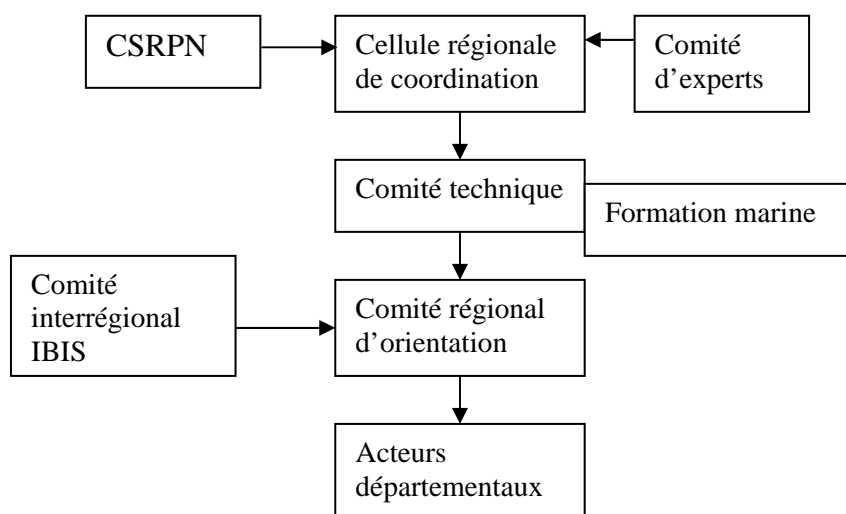 CSRPN
Cellule régionale
de coordination
Comité
d’experts
Comité technique
Formation marine
Comité
interrégional
IBIS
Comité régional
d’orientation
Acteurs
départementaux